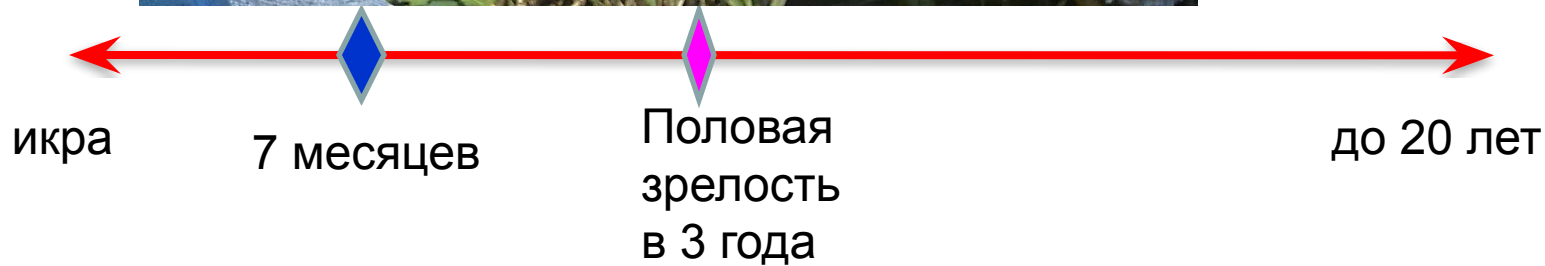 икра
7 месяцев
Половая
зрелость
в 3 года
до 20 лет